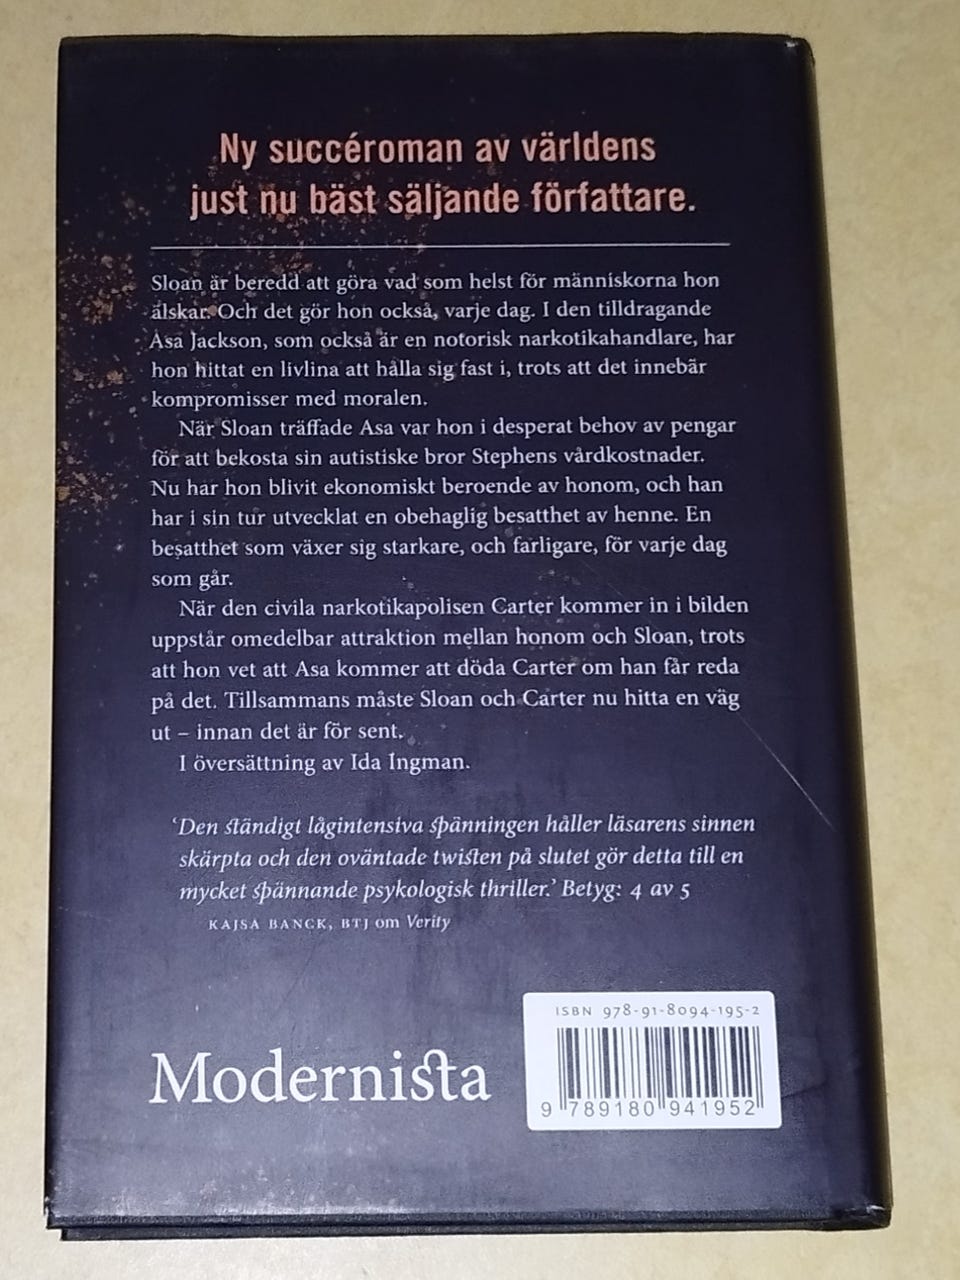 Ny succéroman av världens
just nu bäst säljande författare.
Sloan är beredd att göra vad som helst för människorna hon
älskar. Och det gör hon också, varje dag. I den tilldragande
Asa Jackson, som också är en notorisk narkotikahandlare, har
hon hittat en livlina att hålla sig fast i, trots att det innebär
kompromisser med moralen.
När Sloan träffade Asa var hon i desperat behov av pengar
för att bekosta sin autistiske bror Stephens vårdkostnader.
Nu har hon blivit ekonomiskt beroende av honom, och han
har i sin tur utvecklat en obehaglig besatthet av henne. En
besatthet som växer sig starkare, och farligare, för varje dag
som går.
När den civila narkotikapolisen Carter kommer in i bilden
uppstår omedelbar attraktion mellan honom och Sloan, trots
att hon vet att Asa kommer att döda Carter om han får reda
på det. Tillsammans måste Sloan och Carter nu hitta en väg
ut – innan det är för sent.
I översättning av Ida Ingman.
‘Den ständigt lågintensiva spänningen håller läsarens sinnen
skärpta och den oväntade twisten på slutet gör detta till en
mycket spännande psykologisk thriller.’ Betyg: 4 av 5
KAJSA BANCK, BTJ om Verity
ISBN 978-91-8094-195-2
Modernista
9 789180 941952